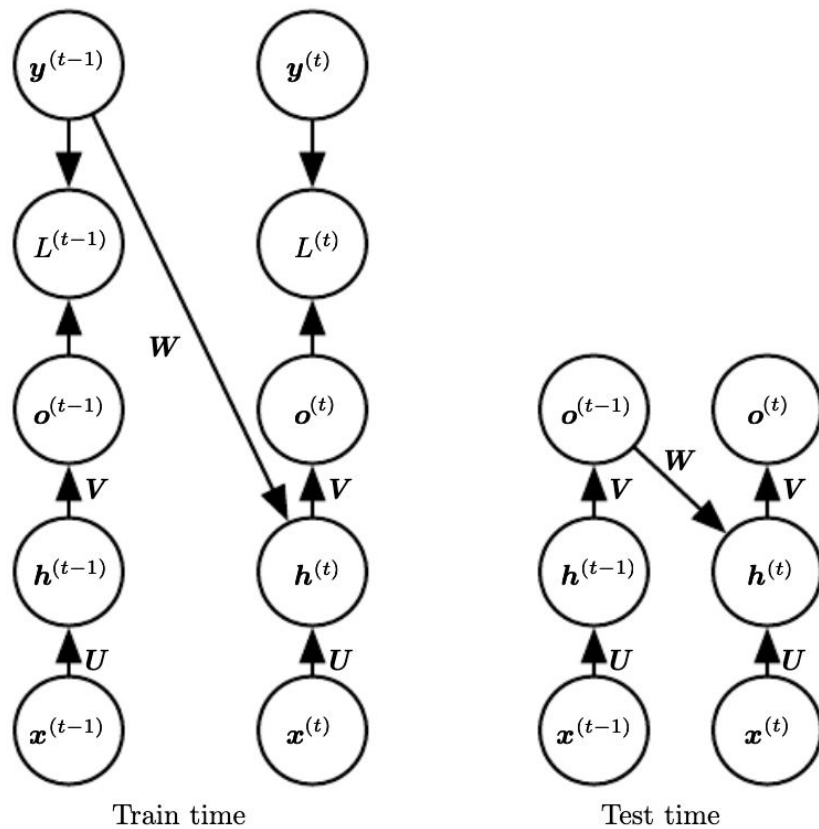 y^(t−1) y^(t)
L^(t−1) L^(t)
W
o^(t−1) o^(t) o^(t−1) o^(t)
W
V V V V
h^(t−1) h^(t) h^(t−1) h^(t)
U U U U
x^(t−1) x^(t) x^(t−1) x^(t)
Train time Test time